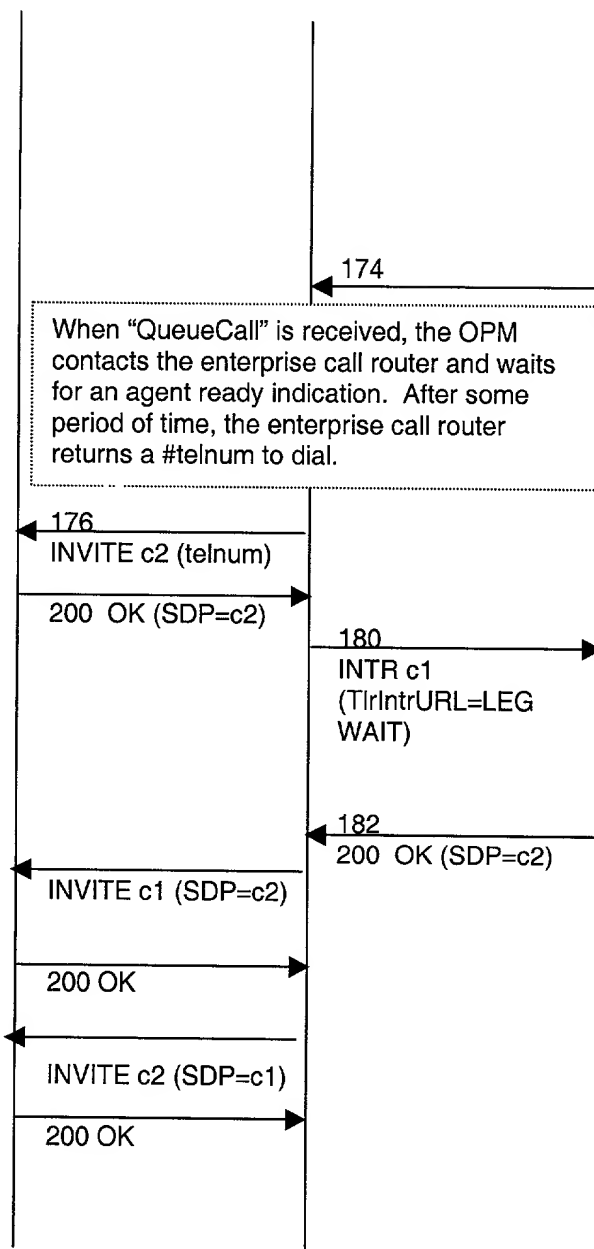 174
When “QueueCall” is received, the OPM
contacts the enterprise call router and waits
for an agent ready indication. After some
period of time, the enterprise call router
returns a #telnum to dial.
176
INVITE c2 (telnum)
200 OK (SDP=c2)
180
INTR c1
(TlrIntrURL=LEG
WAIT)
182
200 OK (SDP=c2)
INVITE c1 (SDP=c2)
200 OK
INVITE c2 (SDP=c1)
200 OK